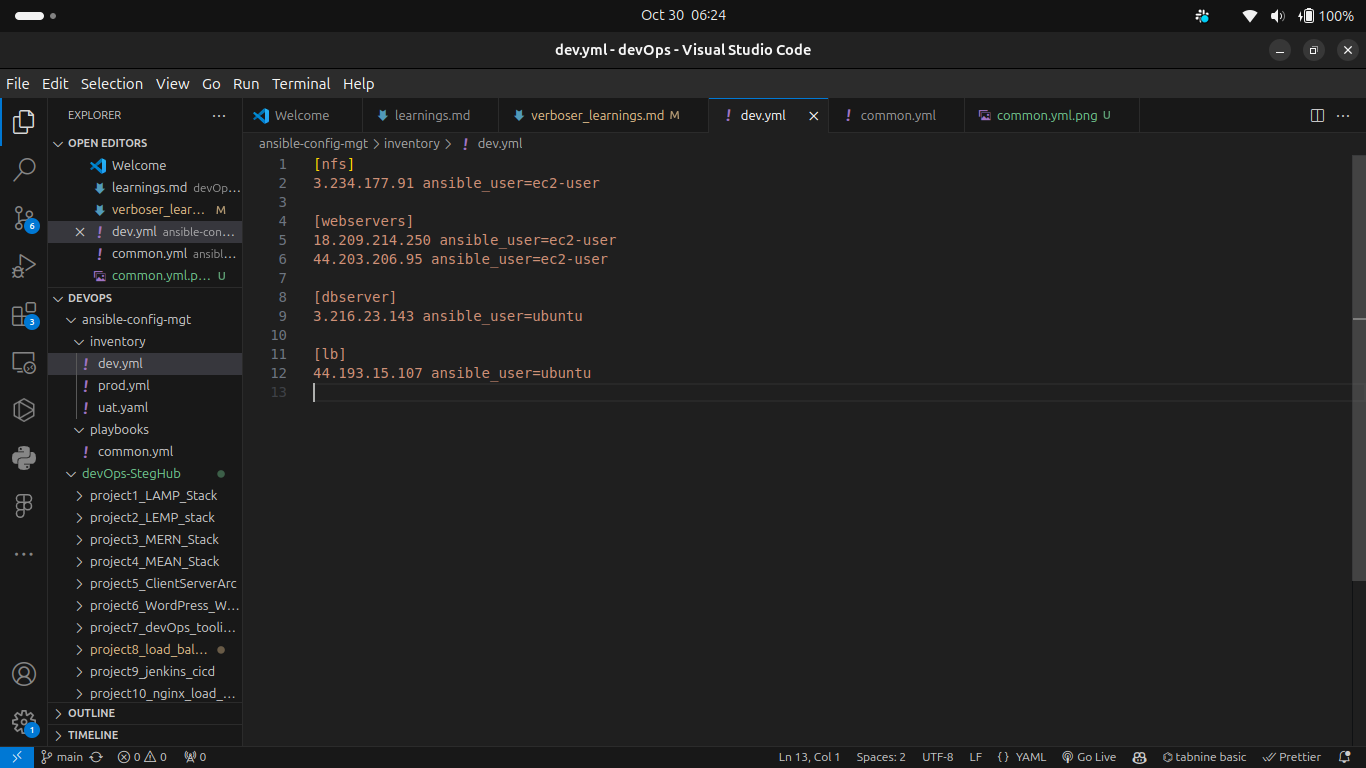 Oct 30 06:24
100%
dev.yml - devOps - Visual Studio Code
File Edit Selection View Go Run Terminal Help
EXPLORER
Welcome
learnings.md
verboser_learnings.md M
dev.yml
common.yml
common.yml.png U
OPEN EDITORS
Welcome
learnings.md devOp...
verboser_lear... M
dev.yml ansible-con...
common.yml ansibl...
common.yml.p... U
DEVOPS
ansible-config-mgt
inventory
dev.yml
prod.yml
uat.yaml
playbooks
common.yml
devOps-StegHub
project1_LAMP_Stack
project2_LEMP_stack
project3_MERN_Stack
project4_MEAN_Stack
project5_ClientServerArc
project6_WordPress_W...
project7_devOps_tooli...
project8_load_bal...
project9_jenkins_cicd
project10_nginx_load_...
OUTLINE
TIMELINE
6
3
1
ansible-config-mgt > inventory > dev.yml
1 [nfs]
2 3.234.177.91 ansible_user=ec2-user
3
4 [webservers]
5 18.209.214.250 ansible_user=ec2-user
6 44.203.206.95 ansible_user=ec2-user
7
8 [dbserver]
9 3.216.23.143 ansible_user=ubuntu
10
11 [lb]
12 44.193.15.107 ansible_user=ubuntu
13
main 0 0 0 Ln 13, Col 1 Spaces: 2 UTF-8 LF { } YAML Go Live tabnine basic Prettier